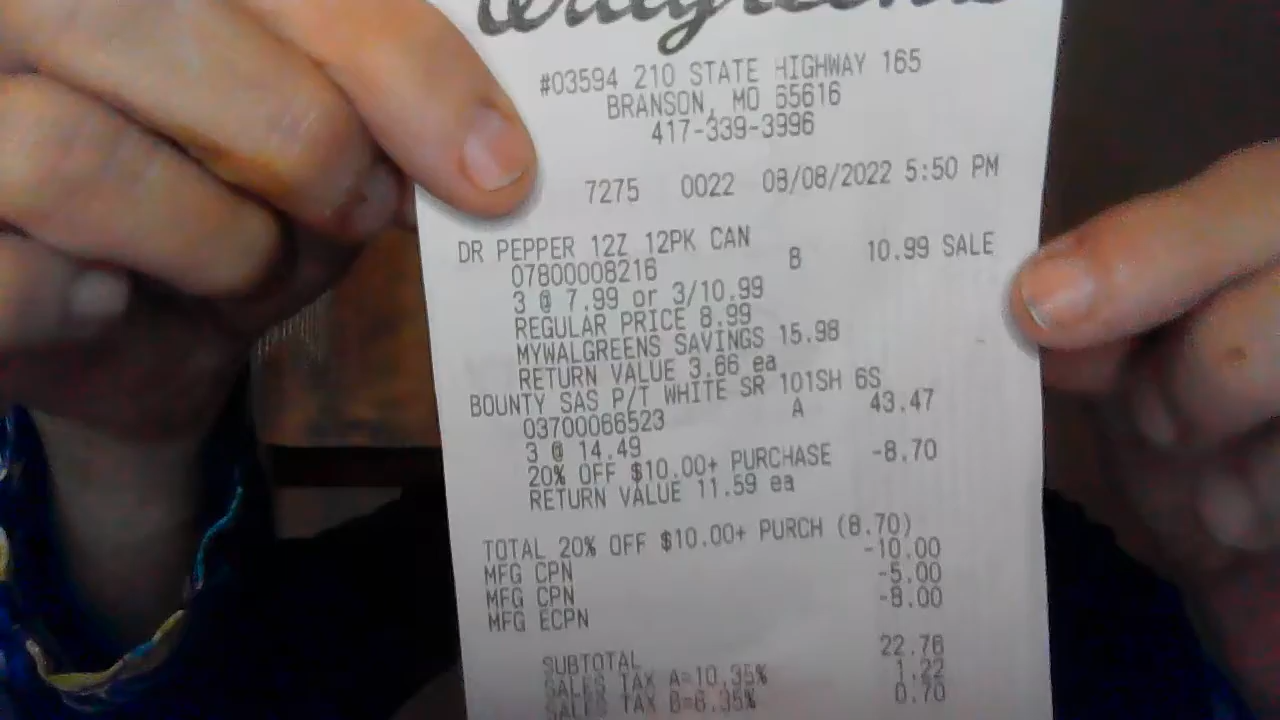 Walgreens
#03594 210 STATE HIGHWAY 165
BRANSON, MO 65616
417-339-3996
7275 0022 08/08/2022 5:50 PM
DR PEPPER 12Z 12PK CAN
07800008216 B 10.99 SALE
3 @ 7.99 or 3/10.99
REGULAR PRICE 8.99
MYWALGREENS SAVINGS 15.98
RETURN VALUE 3.66 ea
BOUNTY SAS P/T WHITE SR 101SH 6S
03700066523 A 43.47
3 @ 14.49
20% OFF $10.00+ PURCHASE -8.70
RETURN VALUE 11.59 ea
TOTAL 20% OFF $10.00+ PURCH (8.70)
MFG CPN -10.00
MFG CPN -5.00
MFG ECPN -8.00
SUBTOTAL 22.76
SALES TAX A=10.35% 1.22
SALES TAX B=6.35% 0.70